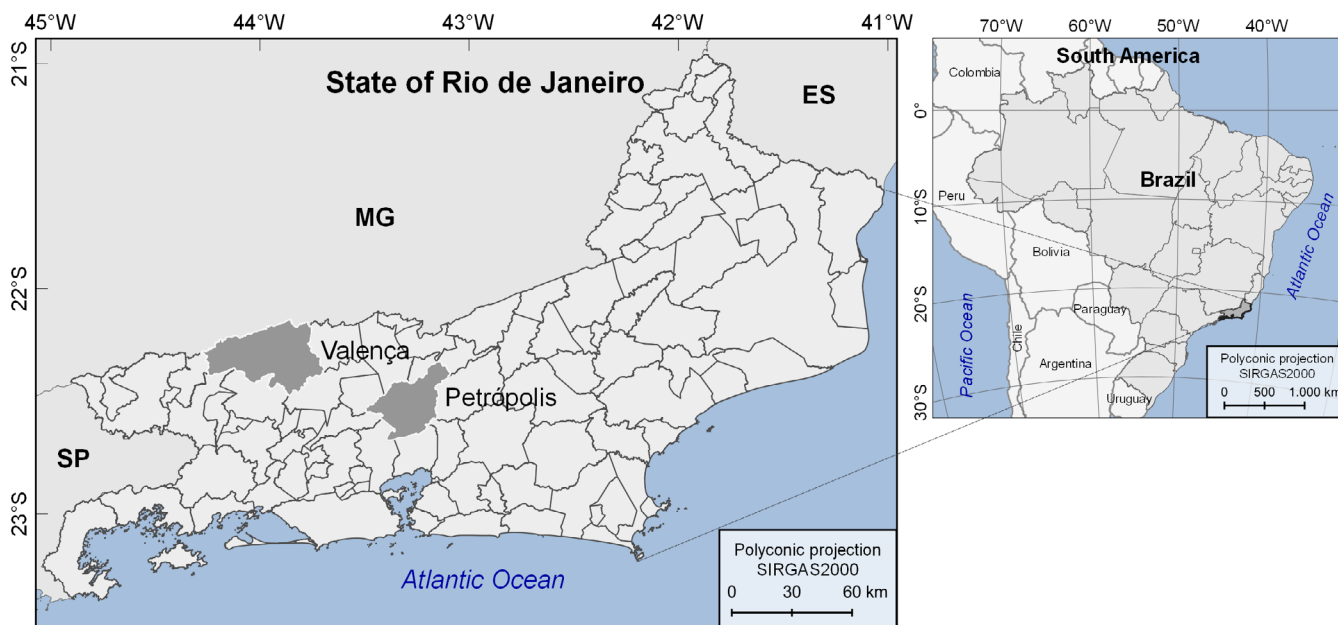 45°W 44°W 43°W 42°W 41°W
21°S
22°S
23°S
State of Rio de Janeiro
ES
MG
Valença
Petrópolis
SP
Atlantic Ocean
Polyconic projection
SIRGAS2000
0 30 60 km
70°W 60°W 50°W 40°W
0°
10°S
20°S
30°S
South America
Colombia
Brazil
Peru
Bolivia
Atlantic Ocean
Paraguay
Pacific Ocean
Chile
Argentina
Uruguay
Polyconic projection
SIRGAS2000
0 500 1.000 km